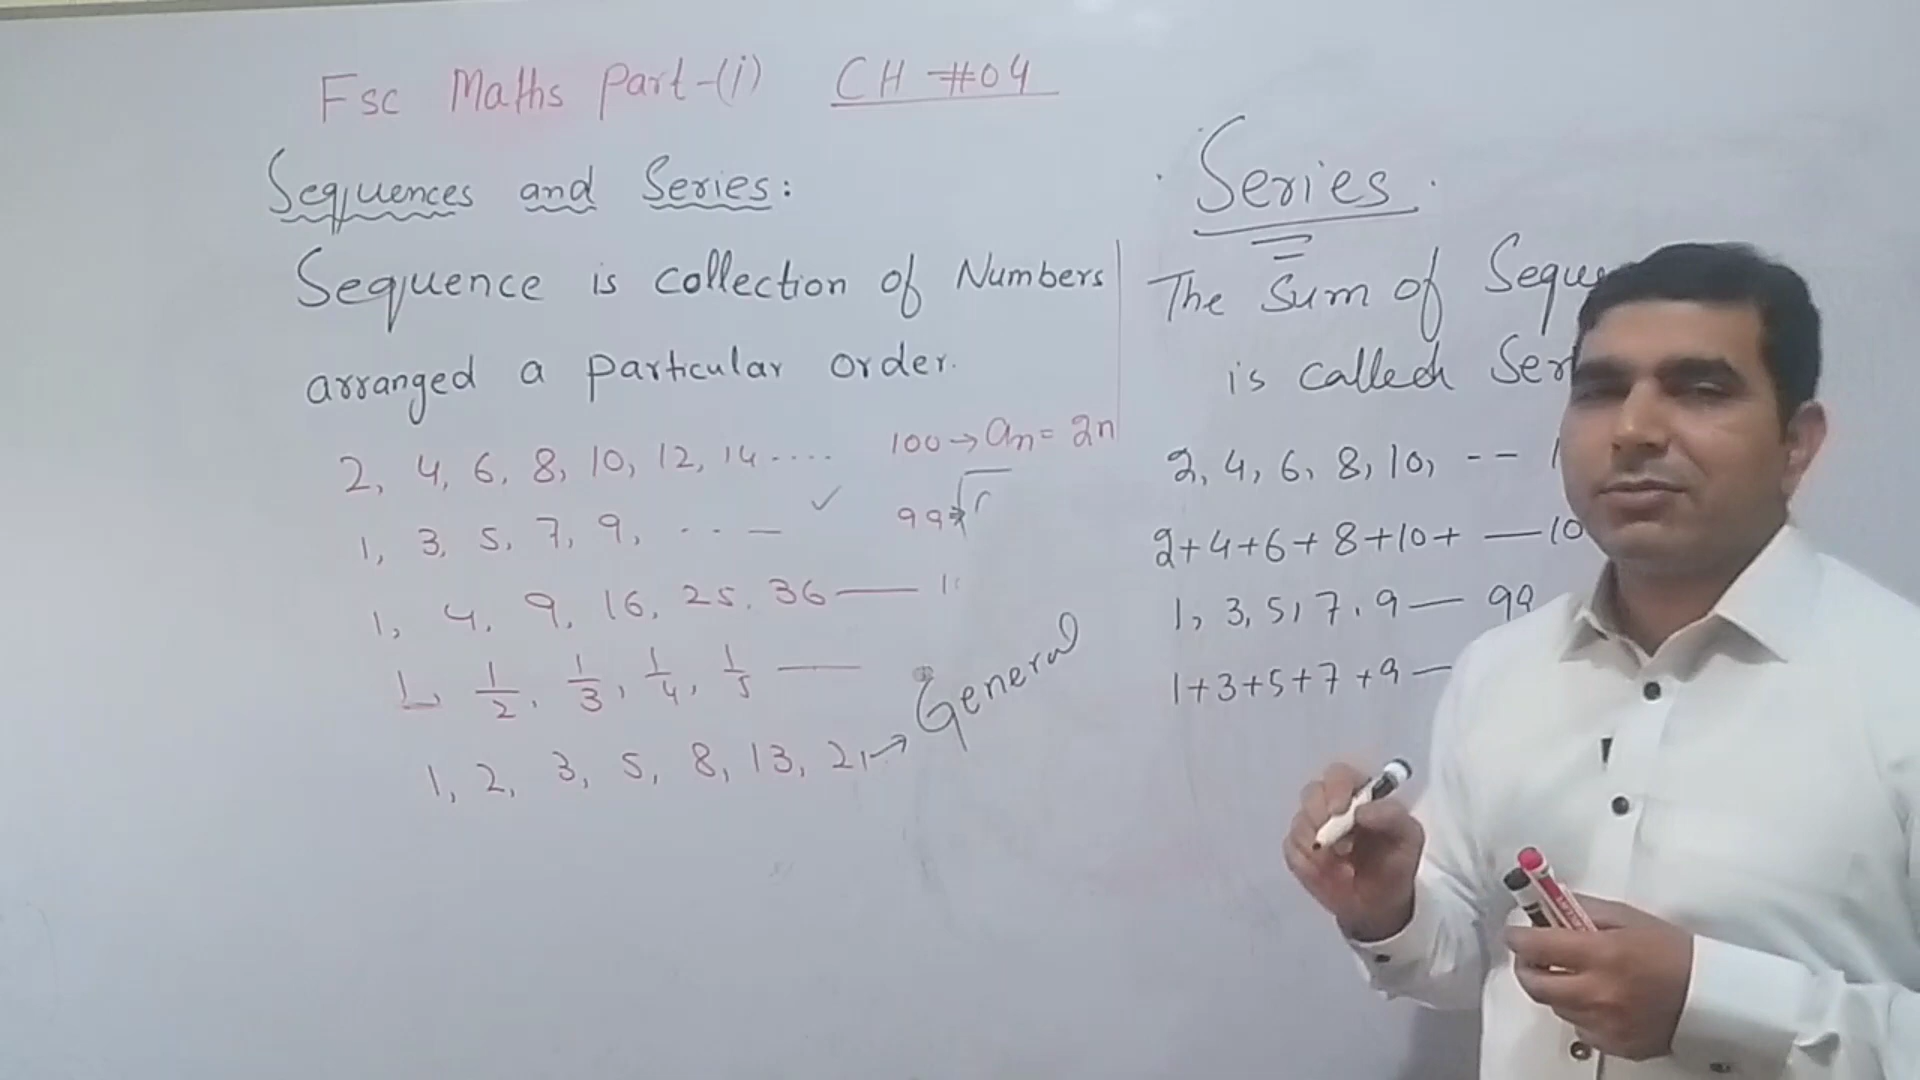 Fsc Maths Part-(i) CH #04
Sequences and Series:
Sequence is collection of Numbers
arranged a particular order.
2, 4, 6, 8, 10, 12, 14 ....
100 → an = 2n
1, 3, 5, 7, 9, ...—
✓
99
1, 4, 9, 16, 25, 36 ——
1, 1/2, 1/3, 1/4, 1/5 ——
1, 2, 3, 5, 8, 13, 21 → General
Series
The Sum of
is called
2, 4, 6, 8, 10, --
2+4+6+8+10+ —10
1, 3, 5, 7, 9 — 99
1+3+5+7+9 —